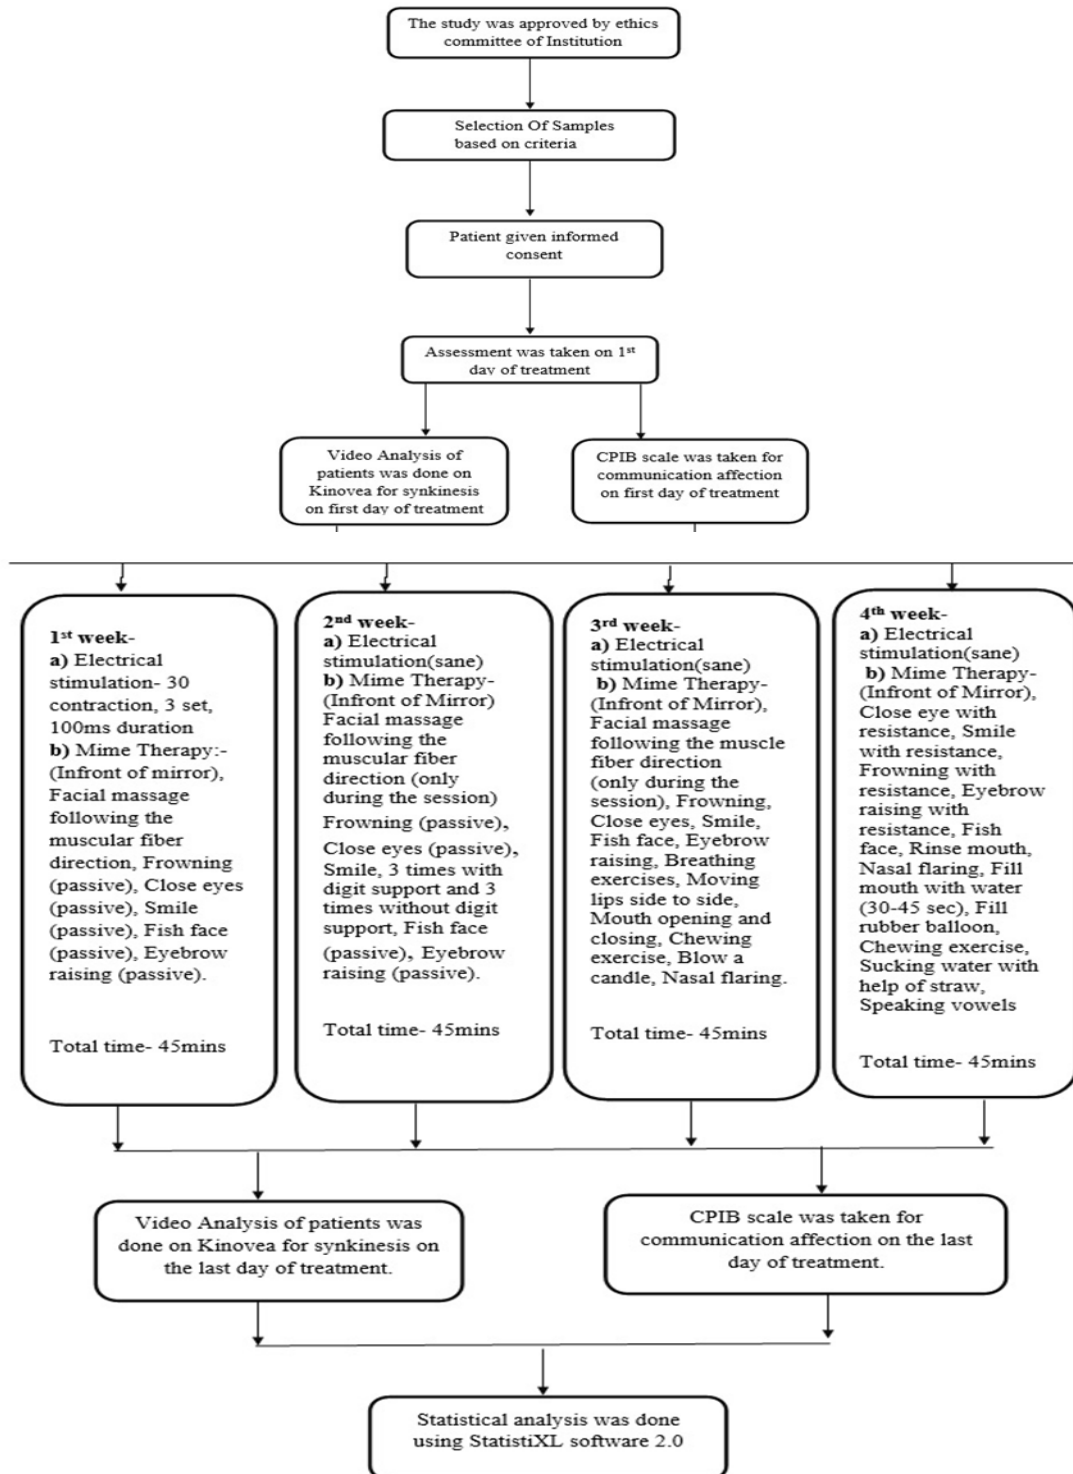 The study was approved by ethics
committee of Institution
Selection Of Samples
based on criteria
Patient given informed
consent
Assessment was taken on 1st
day of treatment
Video Analysis of
patients was done on
Kinovea for synkinesis
on first day of treatment
CPIB scale was taken for
communication affection
on first day of treatment
1st week-
a) Electrical
stimulation- 30
contraction, 3 set,
100ms duration
b) Mime Therapy:-
(Infront of mirror),
Facial massage
following the
muscular fiber
direction, Frowning
(passive), Close eyes
(passive), Smile
(passive), Fish face
(passive), Eyebrow
raising (passive).
Total time- 45mins
2nd week-
a) Electrical
stimulation(sane)
b) Mime Therapy-
(Infront of Mirror)
Facial massage
following the
muscular fiber
direction (only
during the session)
Frowning (passive),
Close eyes (passive),
Smile, 3 times with
digit support and 3
times without digit
support, Fish face
(passive), Eyebrow
raising (passive).
Total time- 45mins
3rd week-
a) Electrical
stimulation(sane)
b) Mime Therapy-
(Infront of Mirror),
Facial massage
following the muscle
fiber direction
(only during the
session), Frowning,
Close eyes, Smile,
Fish face, Eyebrow
raising, Breathing
exercises, Moving
lips side to side,
Mouth opening and
closing, Chewing
exercise, Blow a
candle, Nasal flaring.
Total time- 45mins
4th week-
a) Electrical
stimulation(sane)
b) Mime Therapy-
(Infront of Mirror),
Close eye with
resistance, Smile
with resistance,
Frowning with
resistance, Eyebrow
raising with
resistance, Fish
face, Rinse mouth,
Nasal flaring, Fill
mouth with water
(30-45 sec), Fill
rubber balloon,
Chewing exercise,
Sucking water with
help of straw,
Speaking vowels
Total time- 45mins
Video Analysis of patients was
done on Kinovea for synkinesis on
the last day of treatment.
CPIB scale was taken for
communication affection on the last
day of treatment.
Statistical analysis was done
using StatistiXL software 2.0